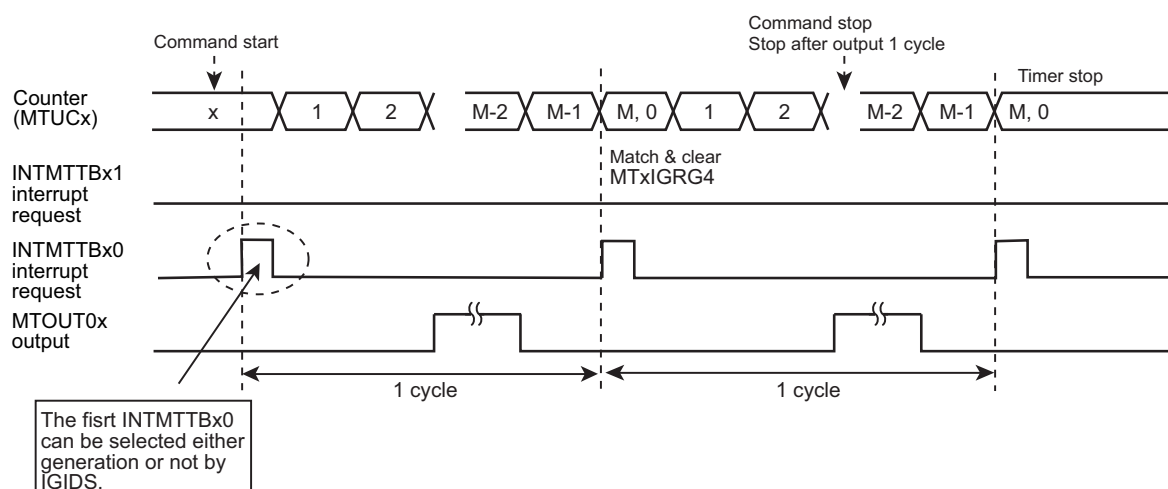 Command start
Command stop
Stop after output 1 cycle
Timer stop
Counter
(MTUCx)
x 1 2 M-2 M-1 M, 0 1 2 M-2 M-1 M, 0
Match & clear
MTxIGRG4
INTMTTBx1
interrupt
request
INTMTTBx0
interrupt
request
MTOUT0x
output
1 cycle 1 cycle
The fisrt INTMTTBx0
can be selected either
generation or not by
IGIDS.